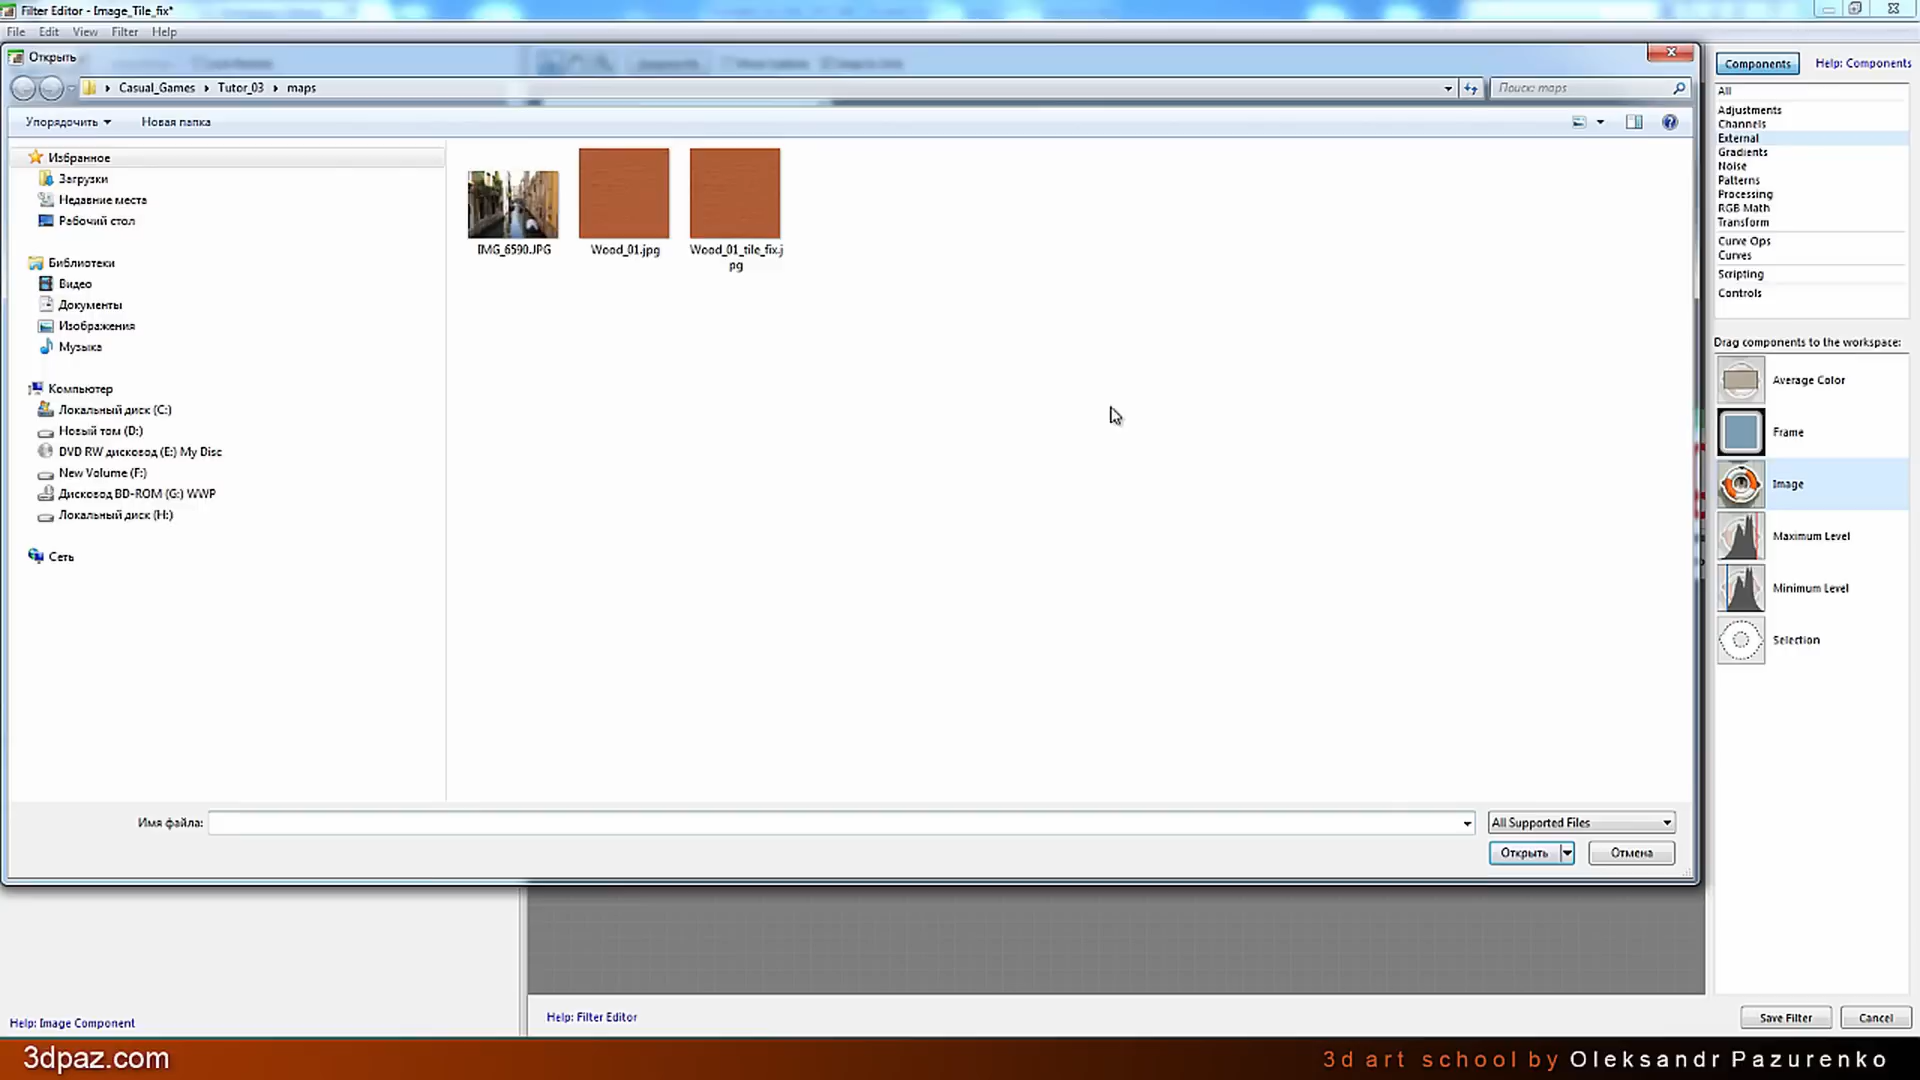 Filter Editor - Image_Tile_fix*
File Edit View Filter Help
Открыть
Casual_Games Tutor_03 maps
Поиск: maps
Упорядочить Новая папка
Избранное
Загрузки
Недавние места
Рабочий стол
Библиотеки
Видео
Документы
Изображения
Музыка
Компьютер
Локальный диск (C:)
Новый том (D:)
DVD RW дисковод (E:) My Disc
New Volume (F:)
Дисковод BD-ROM (G:) WWP
Локальный диск (H:)
Сеть
IMG_6590.JPG
Wood_01.jpg
Wood_01_tile_fix.j
pg
Имя файла:
All Supported Files
Открыть Отмена
Components Help: Components
All
Adjustments
Channels
External
Gradients
Noise
Patterns
Processing
RGB Math
Transform
Curve Ops
Curves
Scripting
Controls
Drag components to the workspace:
Average Color
Frame
Image
Maximum Level
Minimum Level
Selection
Help: Image Component
Help: Filter Editor
Save Filter Cancel
3dpaz.com
3d art school by Oleksandr Pazurenko